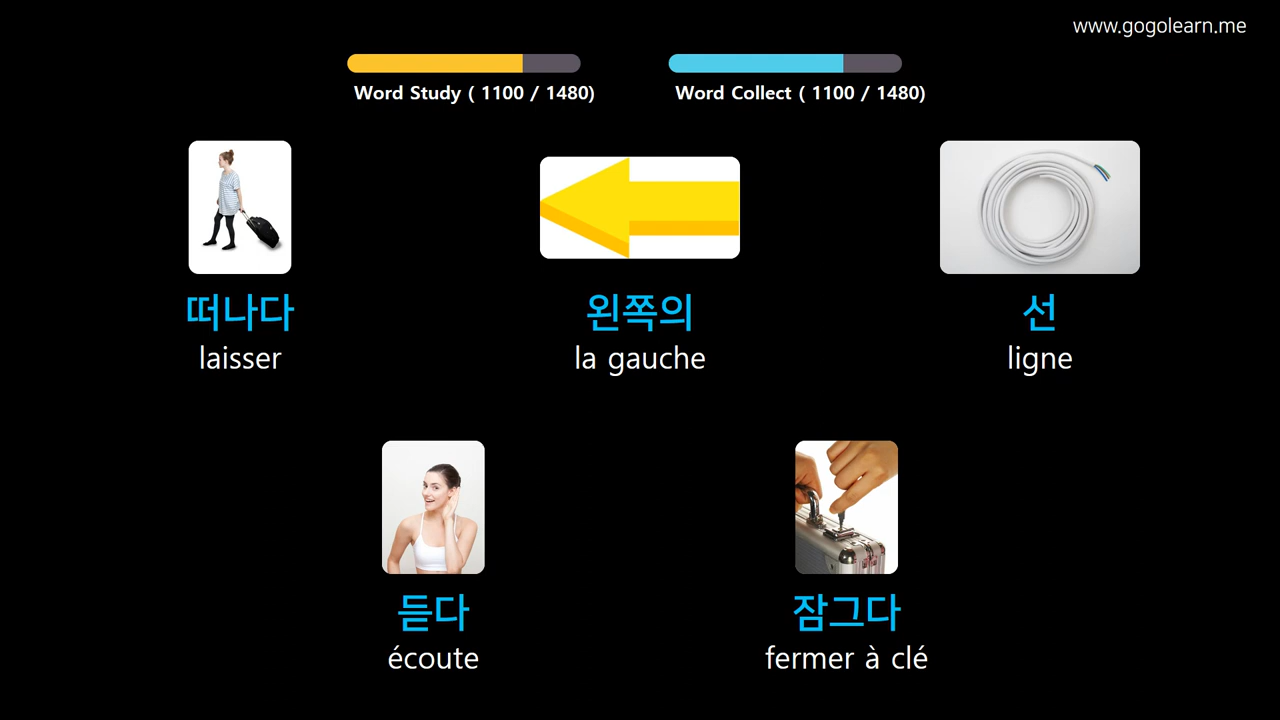 www.gogolearn.me
Word Study ( 1100 / 1480)
Word Collect ( 1100 / 1480)
떠나다
laisser
왼쪽의
la gauche
선
ligne
듣다
écoute
잠그다
fermer à clé